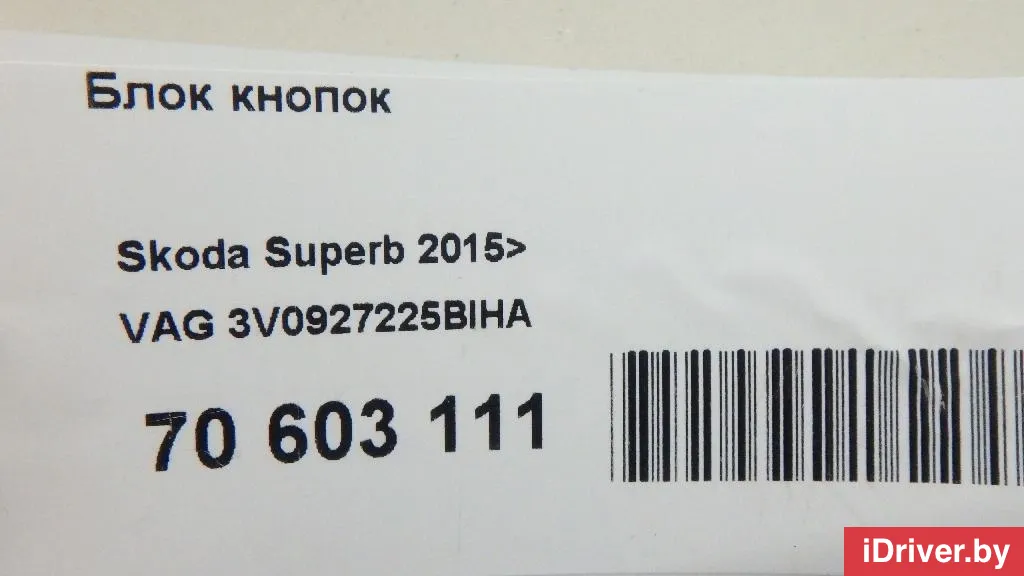 Блок кнопок
Skoda Superb 2015>
VAG 3V0927225BIHA
70 603 111
iDriver.by